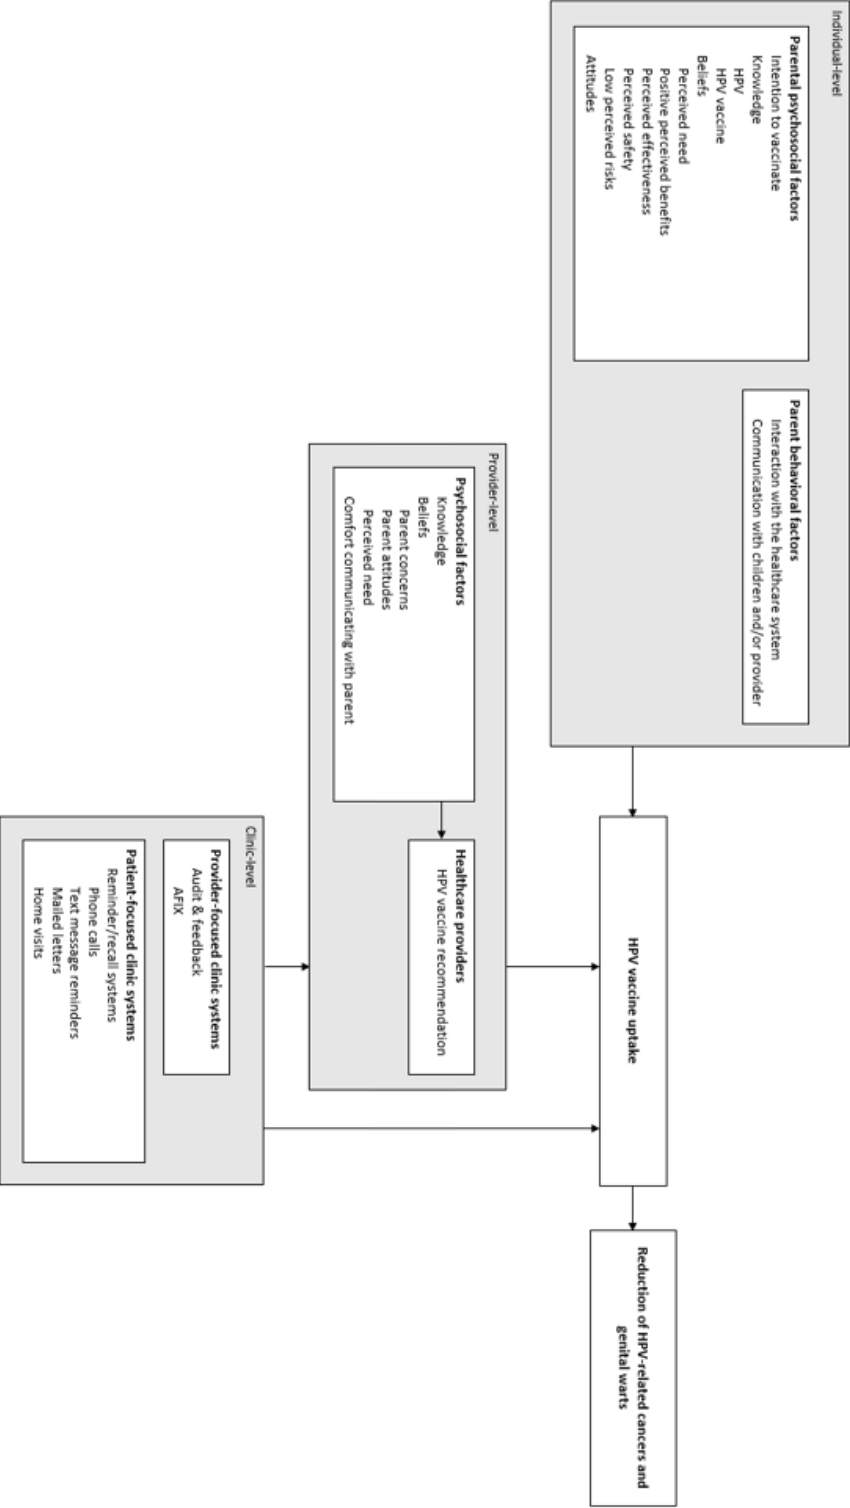 Individual-level
Parental psychosocial factors
Intention to vaccinate
Knowledge
HPV
HPV vaccine
Beliefs
Perceived need
Positive perceived benefits
Perceived effectiveness
Perceived safety
Low perceived risks
Attitudes
Parent behavioral factors
Interaction with the healthcare system
Communication with children and/or provider
Provider-level
Psychosocial factors
Knowledge
Beliefs
Parent concerns
Parent attitudes
Perceived need
Comfort communicating with parent
Healthcare providers
HPV vaccine recommendation
Clinic-level
Provider-focused clinic systems
Audit & feedback
AFIX
Patient-focused clinic systems
Reminder/recall systems
Phone calls
Text message reminders
Mailed letters
Home visits
HPV vaccine uptake
Reduction of HPV-related cancers and
genital warts